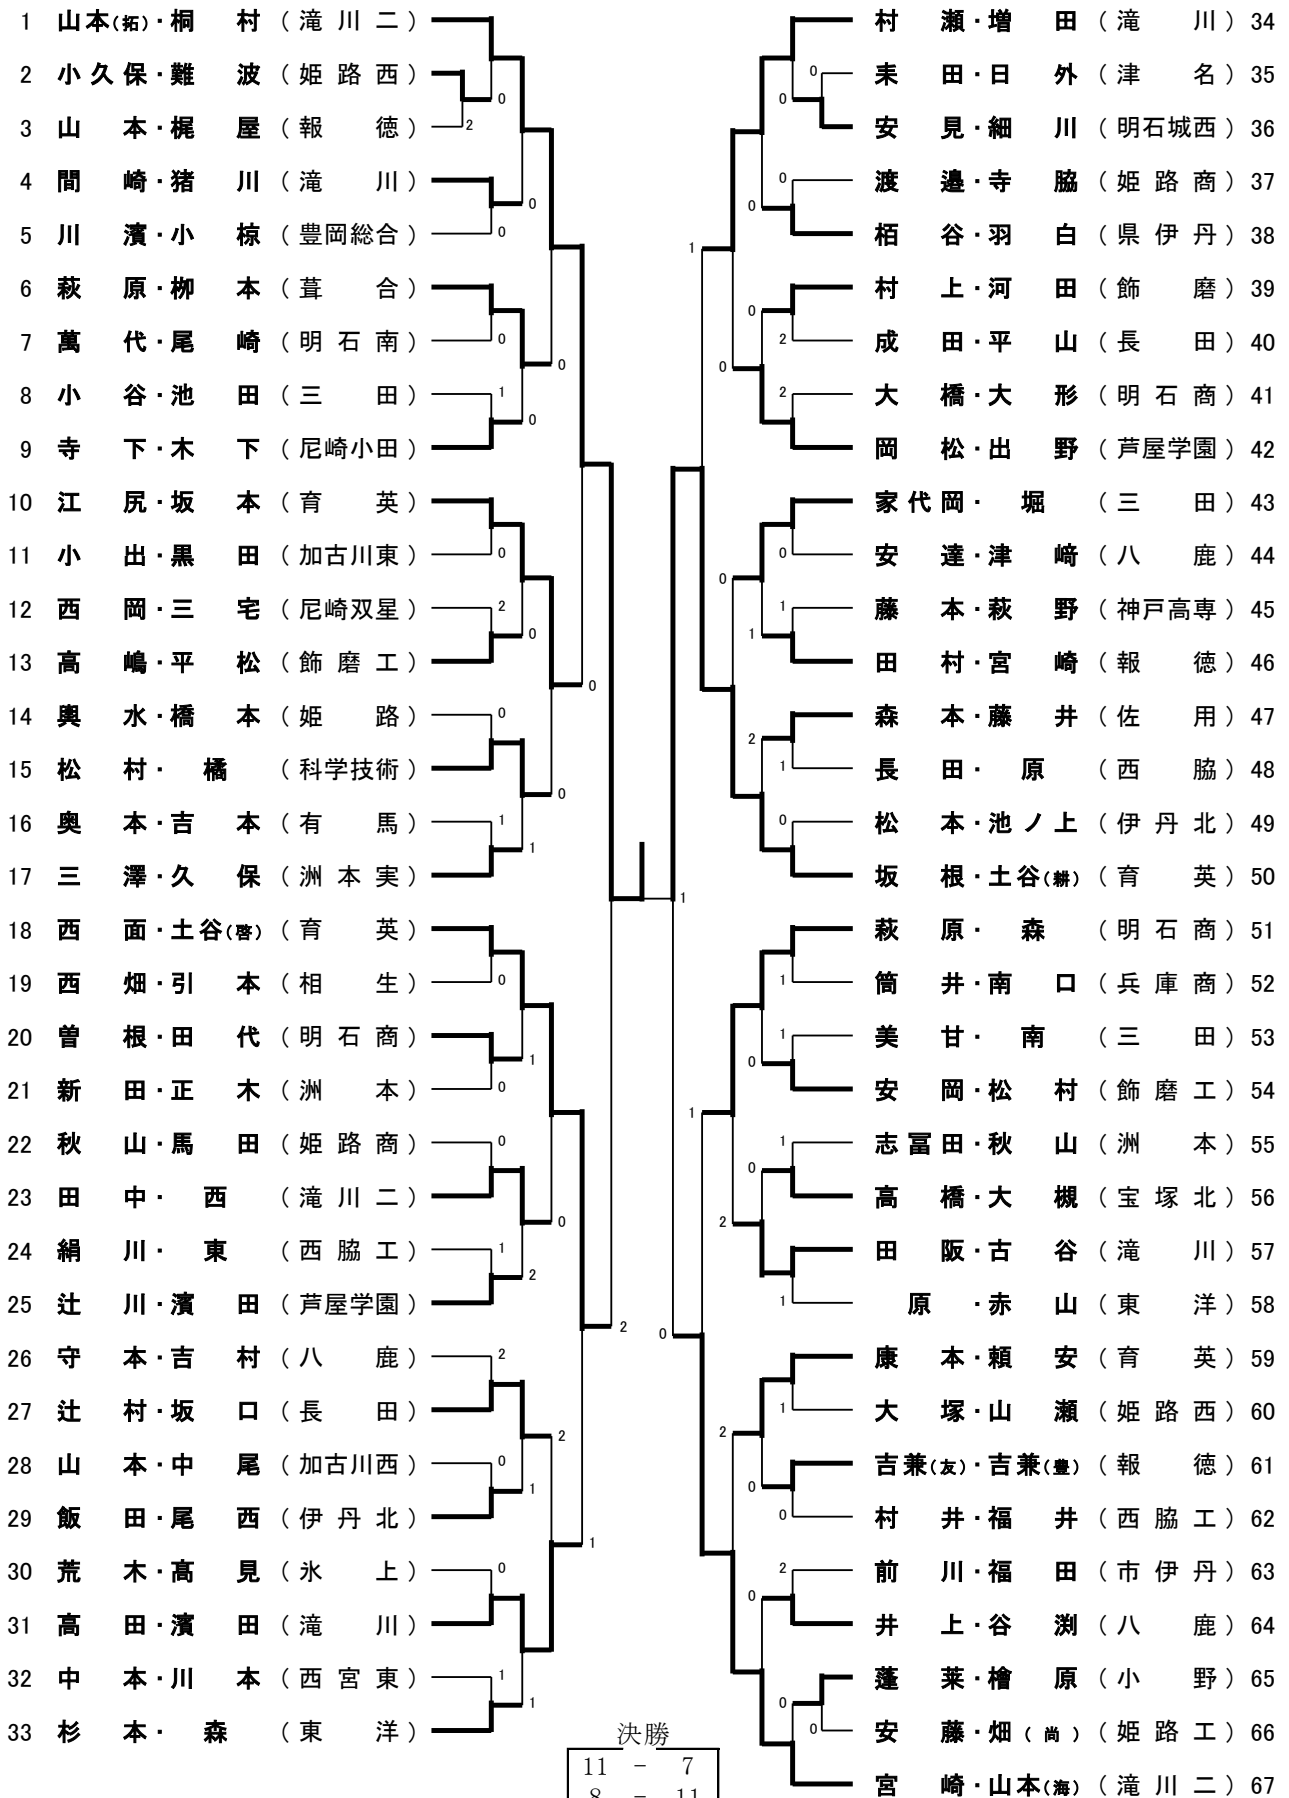 1 山本(拓)・桐村 (滝川二)
2 小久保・難波 (姫路西)
3 山本・梶屋 (報徳)
4 間崎・猪川 (滝川)
5 川濱・小椋 (豊岡総合)
6 萩原・栁本 (葺合)
7 萬代・尾崎 (明石南)
8 小谷・池田 (三田)
9 寺下・木下 (尼崎小田)
10 江尻・坂本 (育英)
11 小出・黒田 (加古川東)
12 西岡・三宅 (尼崎双星)
13 高嶋・平松 (飾磨工)
14 輿水・橋本 (姫路)
15 松村・橘 (科学技術)
16 奥本・吉本 (有馬)
17 三澤・久保 (洲本実)
18 西面・土谷(啓) (育英)
19 西畑・引本 (相生)
20 曽根・田代 (明石商)
21 新田・正木 (洲本)
22 秋山・馬田 (姫路商)
23 田中・西 (滝川二)
24 絹川・東 (西脇工)
25 辻川・濱田 (芦屋学園)
26 守本・吉村 (八鹿)
27 辻村・坂口 (長田)
28 山本・中尾 (加古川西)
29 飯田・尾西 (伊丹北)
30 荒木・高見 (氷上)
31 高田・濱田 (滝川)
32 中本・川本 (西宮東)
33 杉本・森 (東洋)
村瀬・増田 (滝川) 34
耒田・日外 (津名) 35
安見・細川 (明石城西) 36
渡邉・寺脇 (姫路商) 37
栢谷・羽白 (県伊丹) 38
村上・河田 (飾磨) 39
成田・平山 (長田) 40
大橋・大形 (明石商) 41
岡松・出野 (芦屋学園) 42
家代岡・堀 (三田) 43
安達・津﨑 (八鹿) 44
藤本・萩野 (神戸高専) 45
田村・宮崎 (報徳) 46
森本・藤井 (佐用) 47
長田・原 (西脇) 48
松本・池ノ上 (伊丹北) 49
坂根・土谷(耕) (育英) 50
萩原・森 (明石商) 51
筒井・南口 (兵庫商) 52
美甘・南 (三田) 53
安岡・松村 (飾磨工) 54
志冨田・秋山 (洲本) 55
高橋・大槻 (宝塚北) 56
田阪・古谷 (滝川) 57
原・赤山 (東洋) 58
康本・頼安 (育英) 59
大塚・山瀬 (姫路西) 60
吉兼(友)・吉兼(豊) (報徳) 61
村井・福井 (西脇工) 62
前川・福田 (市伊丹) 63
井上・谷渕 (八鹿) 64
蓬莱・檜原 (小野) 65
安藤・畑(尚) (姫路工) 66
宮崎・山本(海) (滝川二) 67
決勝
11 - 7
8 - 11